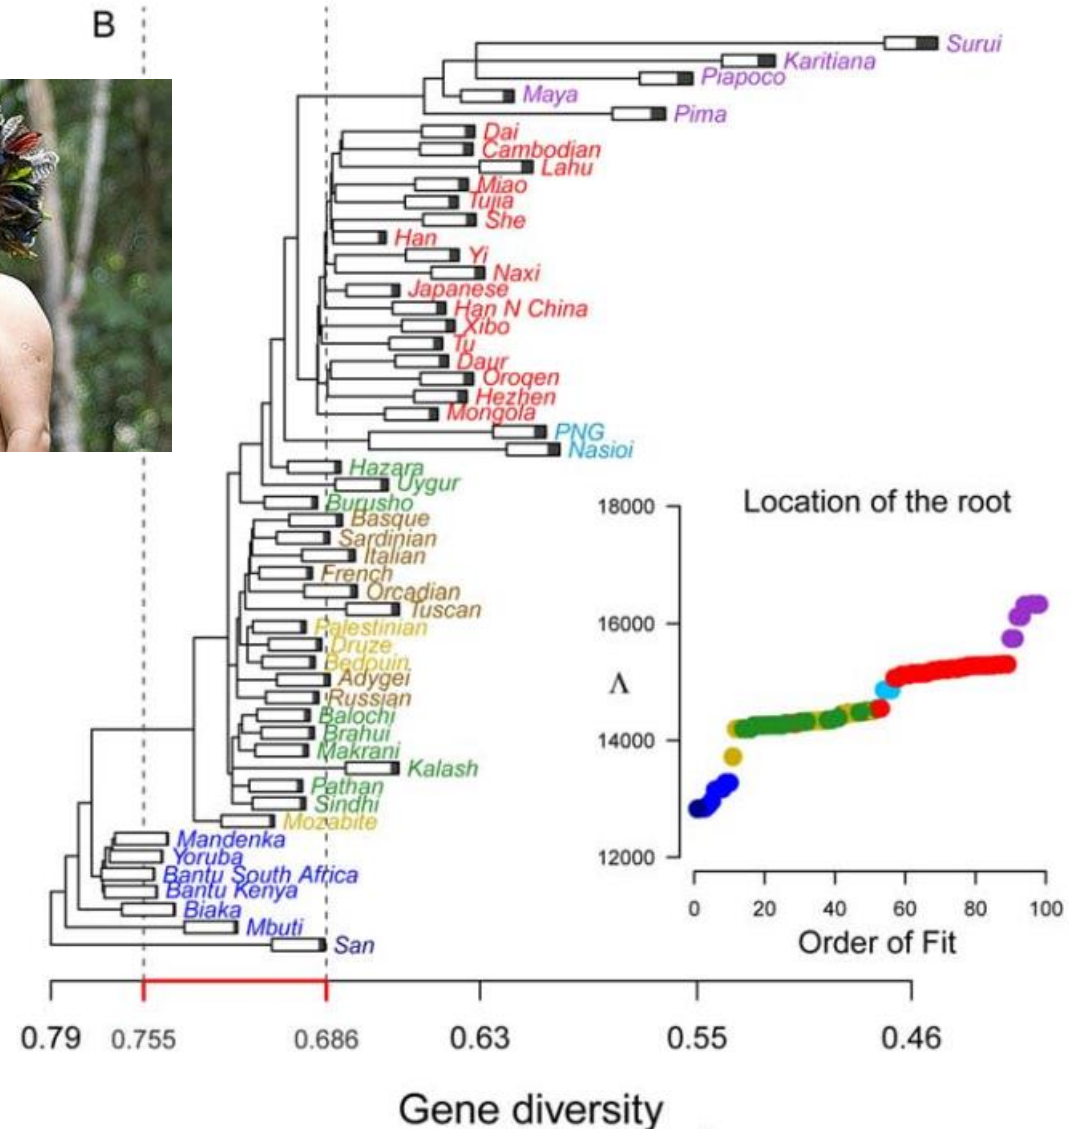 B
Surui
Karitiana
Piapoco
Maya
Pima
Dai
Cambodian
Lahu
Miao
Tujia
She
Han
Yi
Naxi
Japanese
Han N China
Xibo
Tu
Daur
Oroqen
Hezhen
Mongola
PNG
Nasioi
Hazara
Uygur
Burusho
Basque
Sardinian
Italian
French
Orcadian
Tuscan
Palestinian
Druze
Bedouin
Adygei
Russian
Balochi
Brahui
Makrani
Kalash
Pathan
Sindhi
Mozabite
Mandenka
Yoruba
Bantu South Africa
Bantu Kenya
Biaka
Mbuti
San
0.79 0.755 0.686 0.63 0.55 0.46
Gene diversity
Location of the root
18000
16000
14000
12000
Λ
0 20 40 60 80 100
Order of Fit